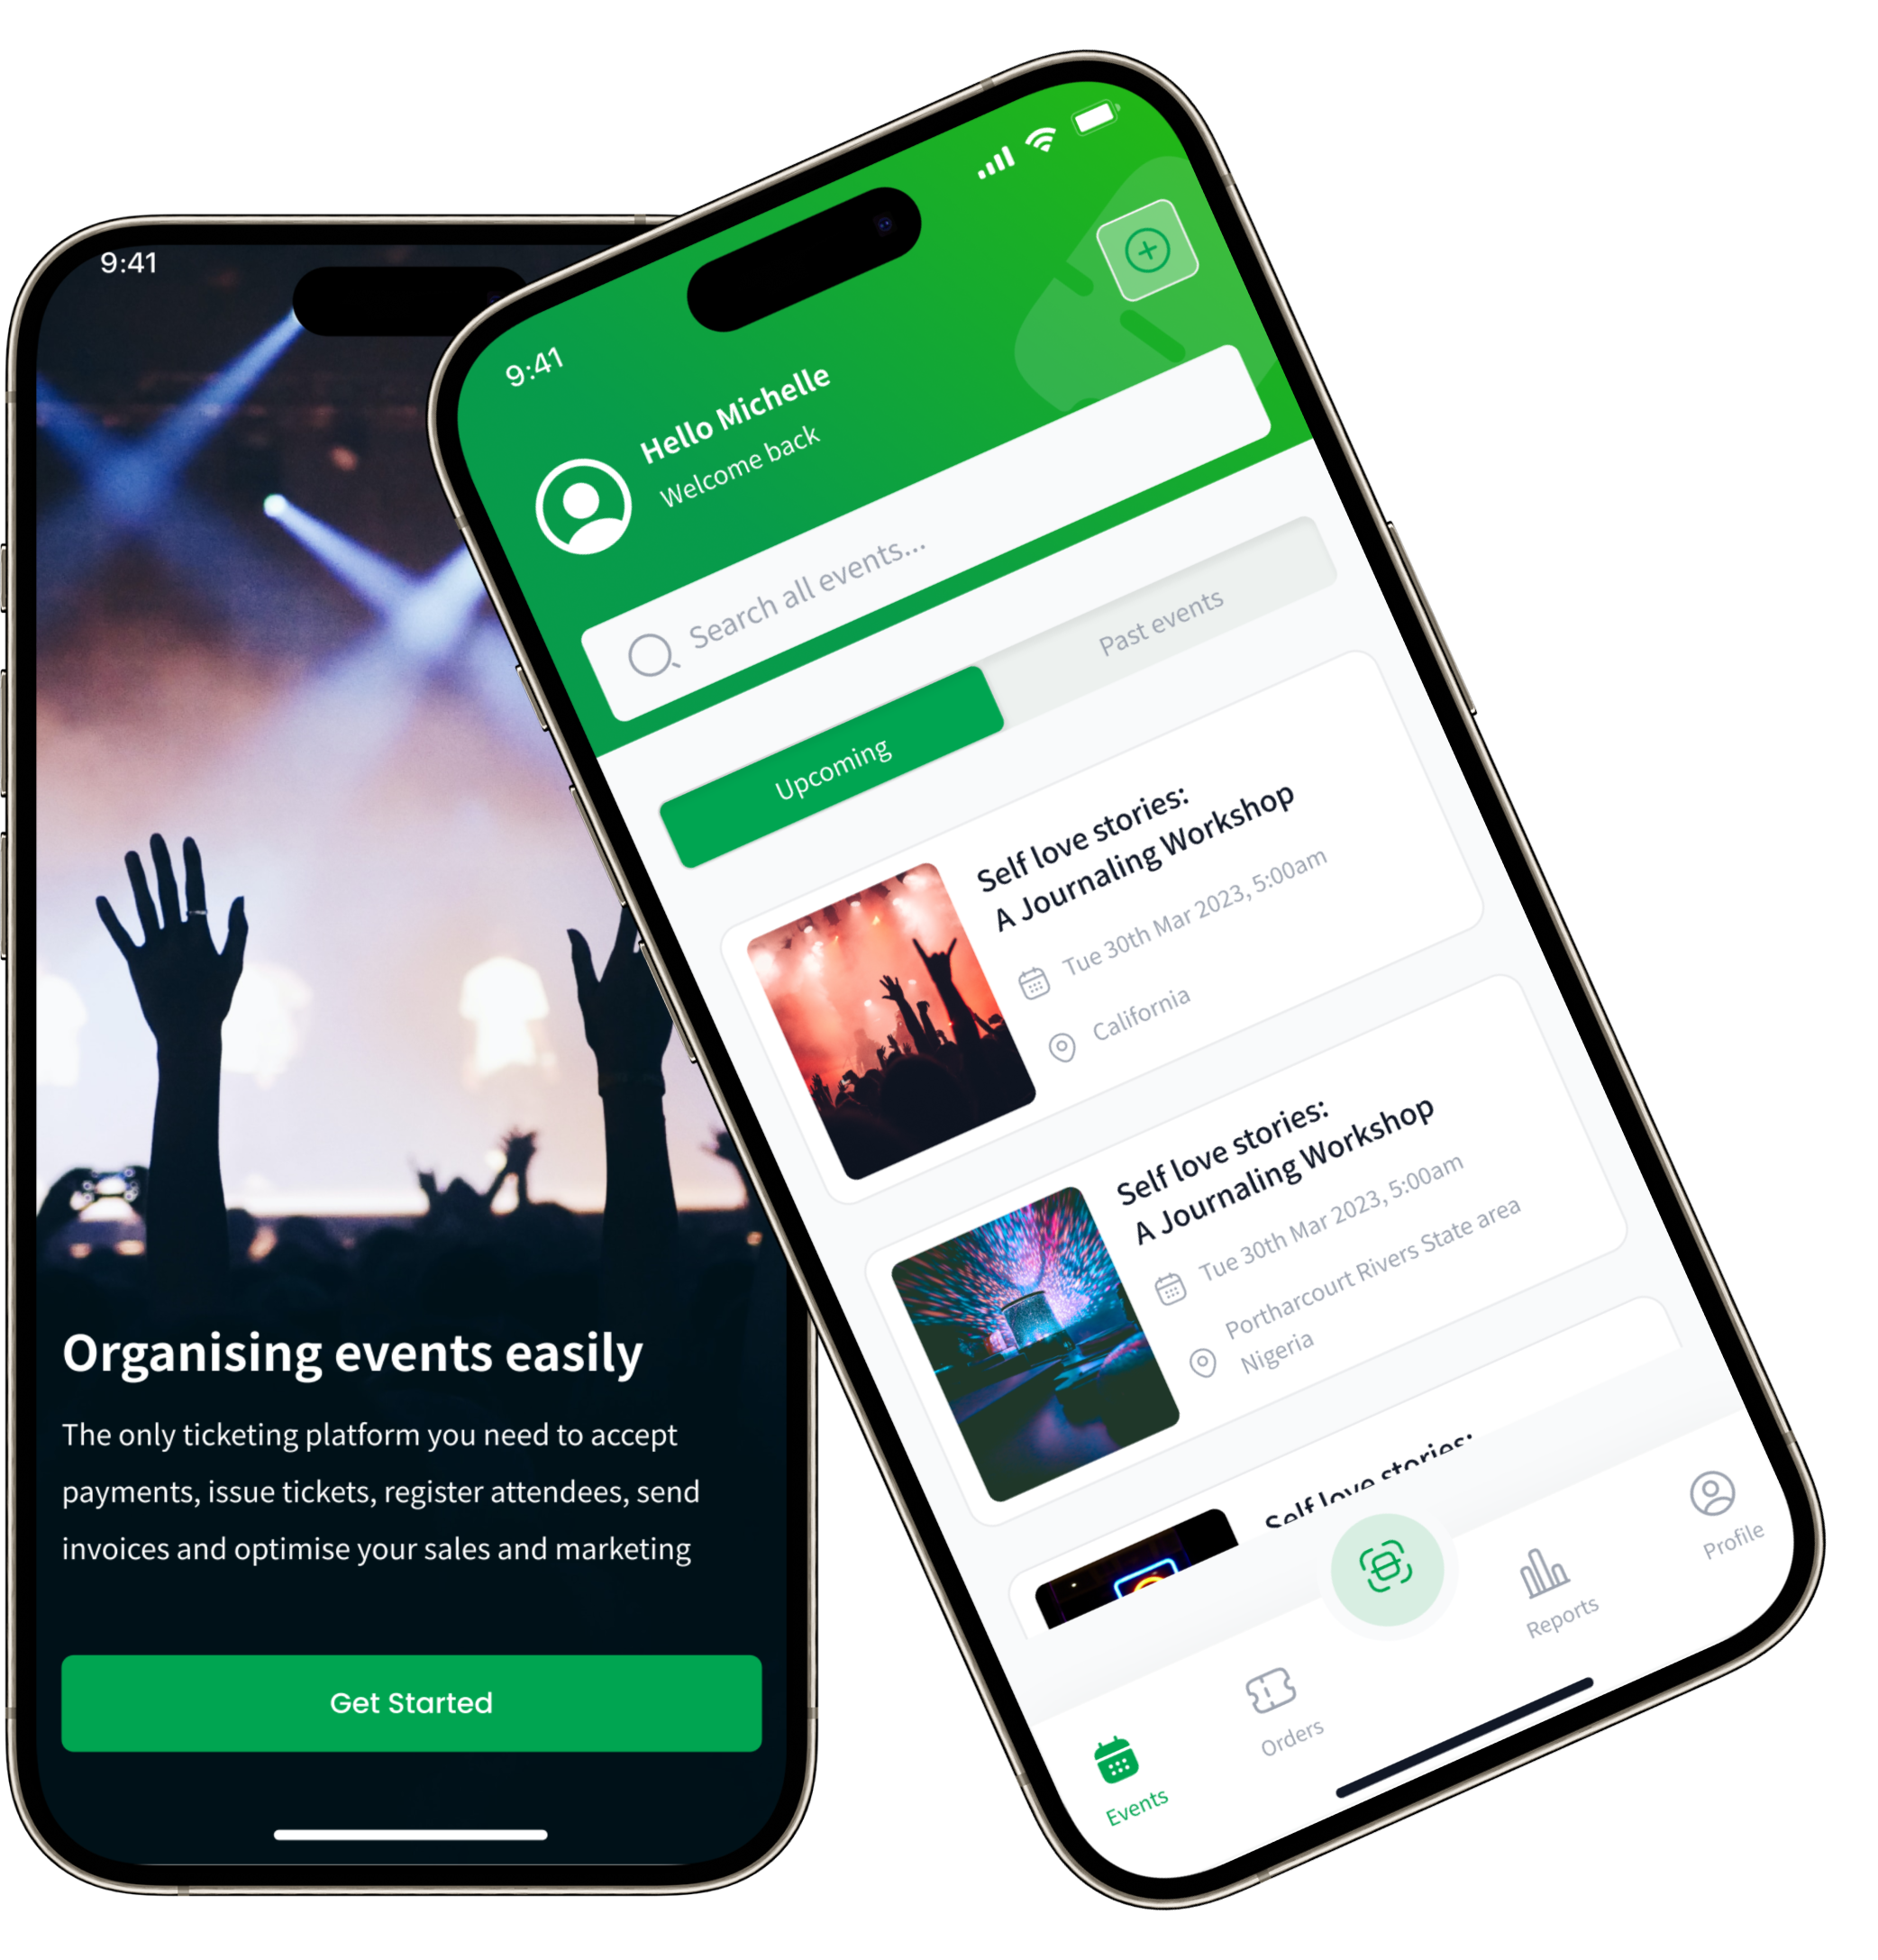 9:41
Organising events easily
The only ticketing platform you need to accept
payments, issue tickets, register attendees, send
invoices and optimise your sales and marketing
Get Started
9:41
Hello Michelle
Welcome back
Search all events...
Upcoming
Past events
Self love stories:
A Journaling Workshop
Tue 30th Mar 2023, 5:00am
California
Self love stories:
A Journaling Workshop
Tue 30th Mar 2023, 5:00am
Portharcourt Rivers State area
Nigeria
Self love stories:
Events
Orders
Reports
Profile